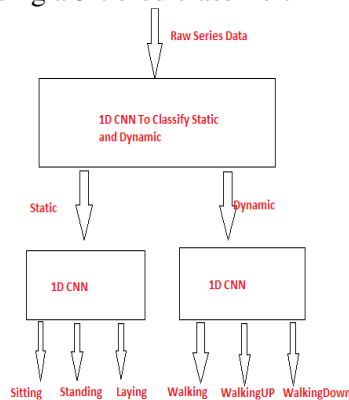 Raw Series Data
1D CNN To Classify Static
and Dynamic
Static
Dynamic
1D CNN
1D CNN
Sitting Standing Laying Walking WalkingUP WalkingDown